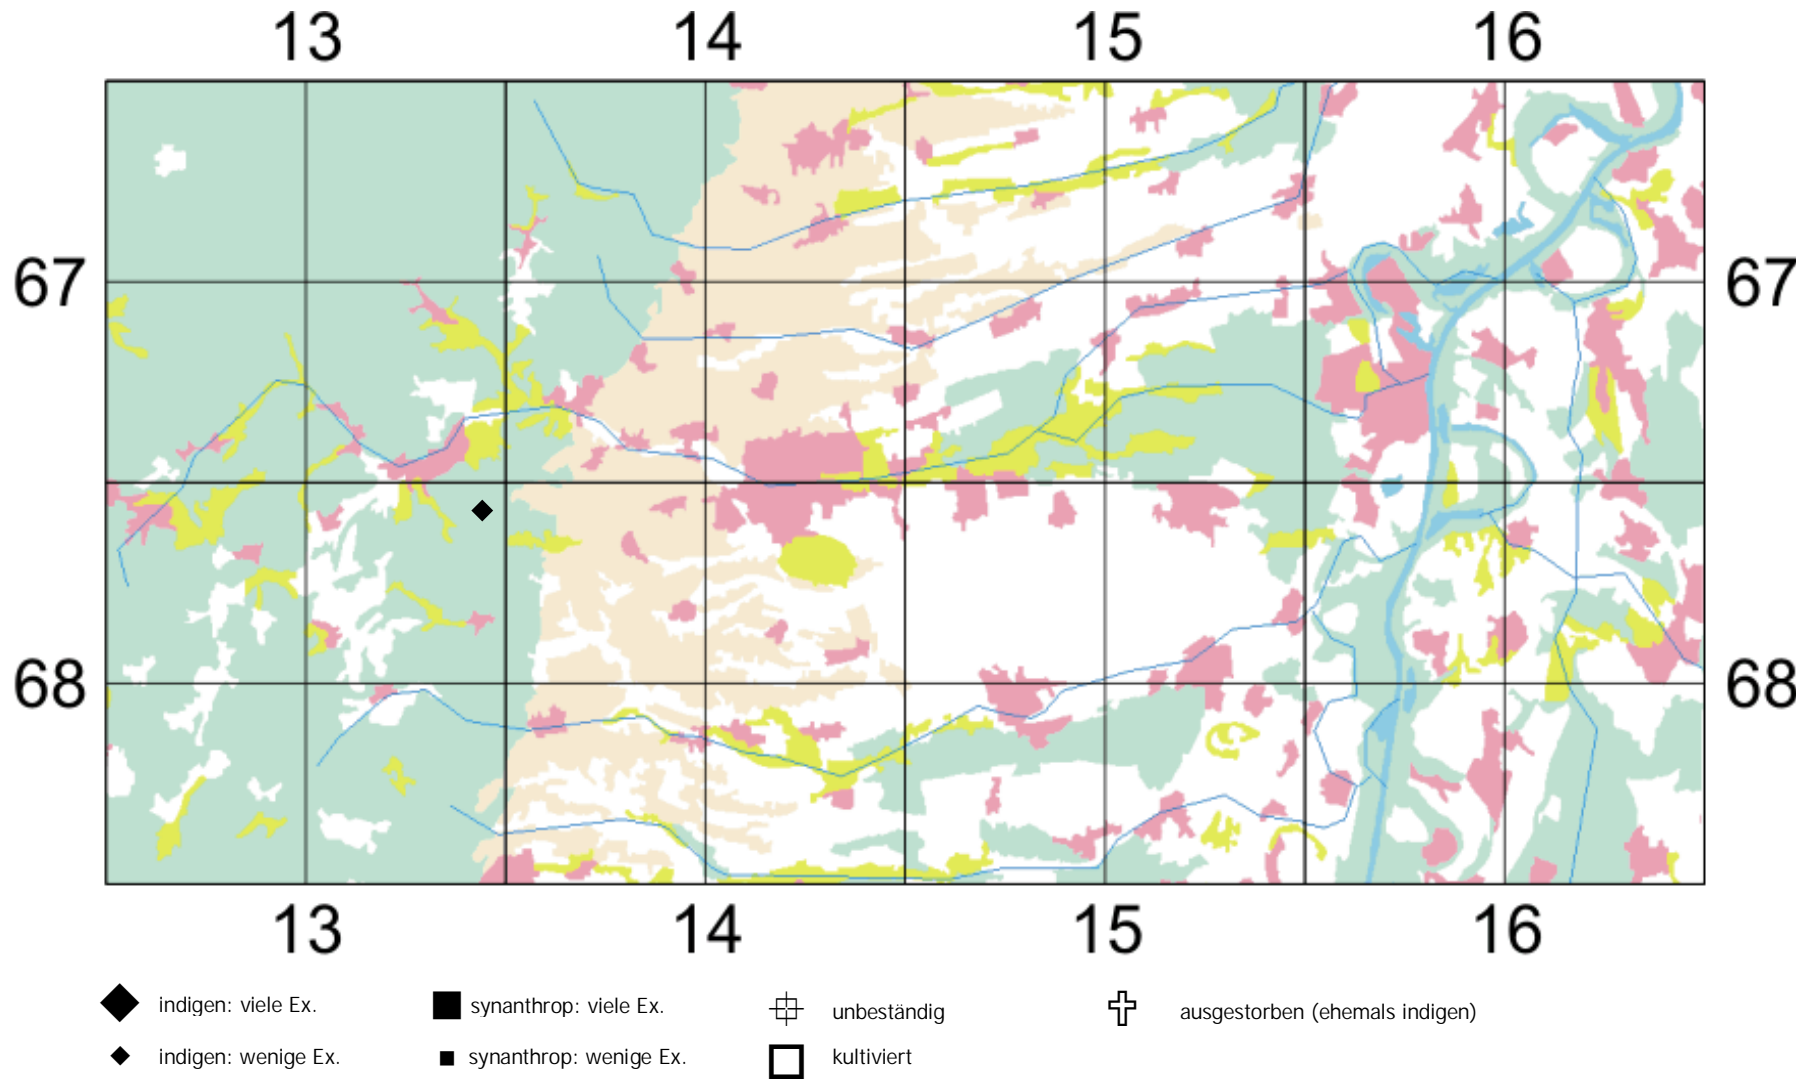 13 14 15 16
67 67
68 68
13 14 15 16
indigen: viele Ex. synanthrop: viele Ex. unbeständig ausgestorben (ehemals indigen)
indigen: wenige Ex. synanthrop: wenige Ex. kultiviert